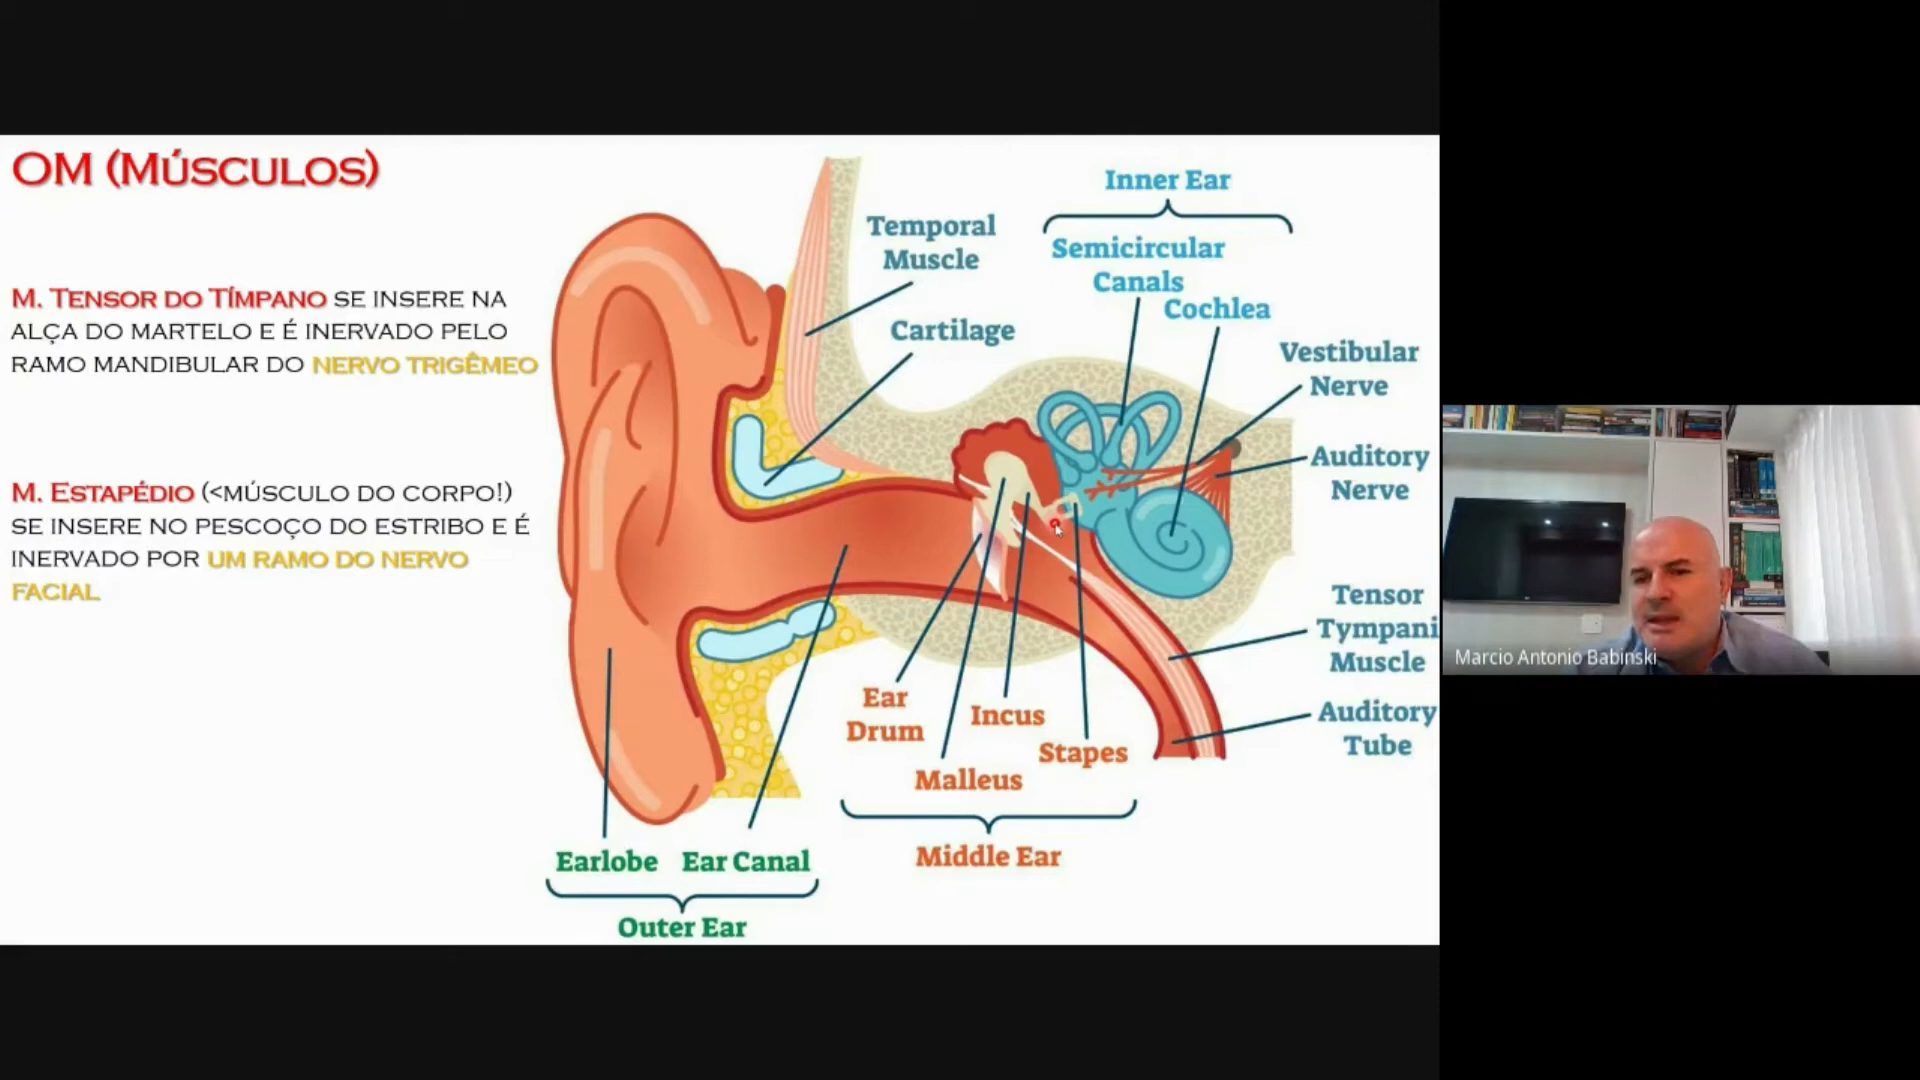 OM (MÚSCULOS)
M. TENSOR DO TÍMPANO SE INSERE NA
ALÇA DO MARTELO E É INERVADO PELO
RAMO MANDIBULAR DO NERVO TRIGÊMEO
M. ESTAPÉDIO (<MÚSCULO DO CORPO!)
SE INSERE NO PESCOÇO DO ESTRIBO E É
INERVADO POR UM RAMO DO NERVO
FACIAL
Inner Ear
Temporal
Muscle
Semicircular
Canals
Cochlea
Cartilage
Vestibular
Nerve
Auditory
Nerve
Tensor
Tympani
Muscle
Auditory
Tube
Ear
Drum
Incus
Stapes
Malleus
Middle Ear
Earlobe
Ear Canal
Outer Ear
Marcio Antonio Babinski